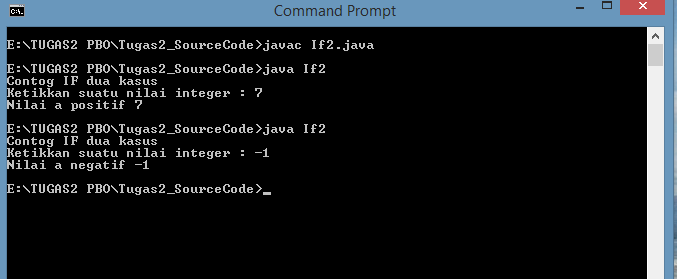 Command Prompt
E:\TUGAS2 PBO\Tugas2_SourceCode>javac If2.java
E:\TUGAS2 PBO\Tugas2_SourceCode>java If2
Contog IF dua kasus
Ketikkan suatu nilai integer : 7
Nilai a positif 7
E:\TUGAS2 PBO\Tugas2_SourceCode>java If2
Contog IF dua kasus
Ketikkan suatu nilai integer : -1
Nilai a negatif -1
E:\TUGAS2 PBO\Tugas2_SourceCode>_